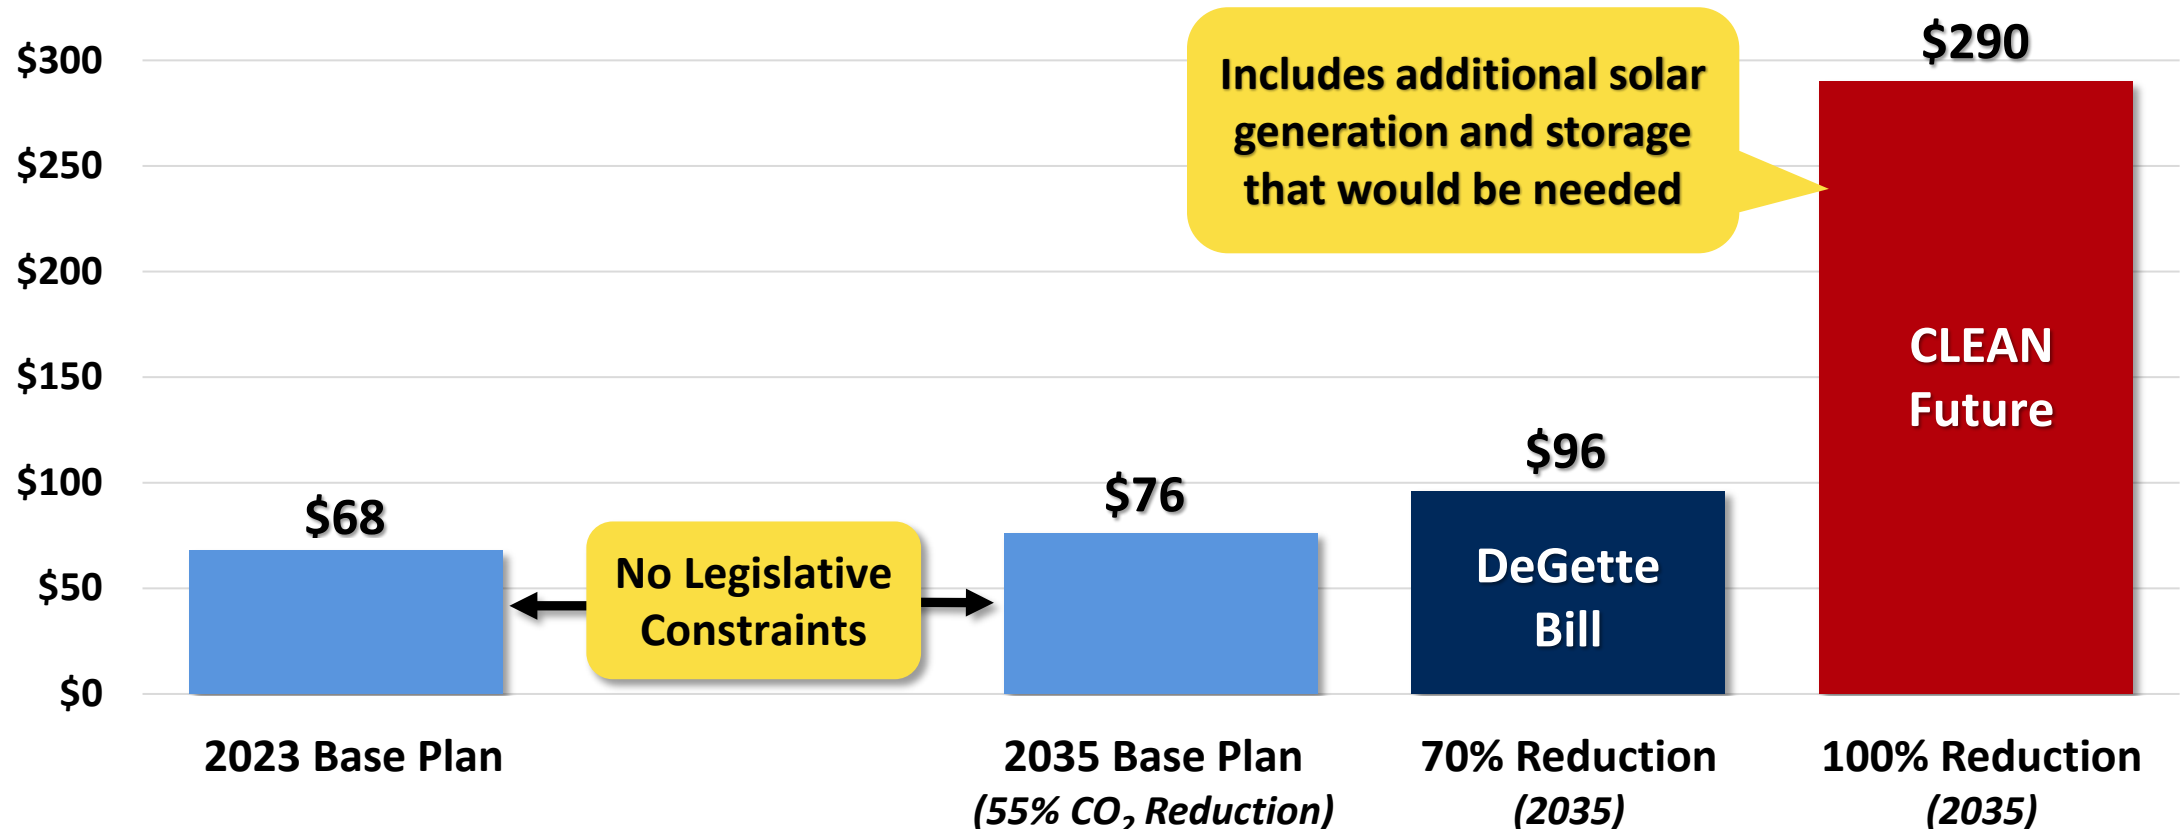 $300
$250
$200
$150
$100
$50
$0
Includes additional solar
generation and storage
that would be needed
$290
CLEAN
Future
$96
DeGette
Bill
$76
$68
No Legislative
Constraints
2023 Base Plan
2035 Base Plan
(55% CO₂ Reduction)
70% Reduction
(2035)
100% Reduction
(2035)